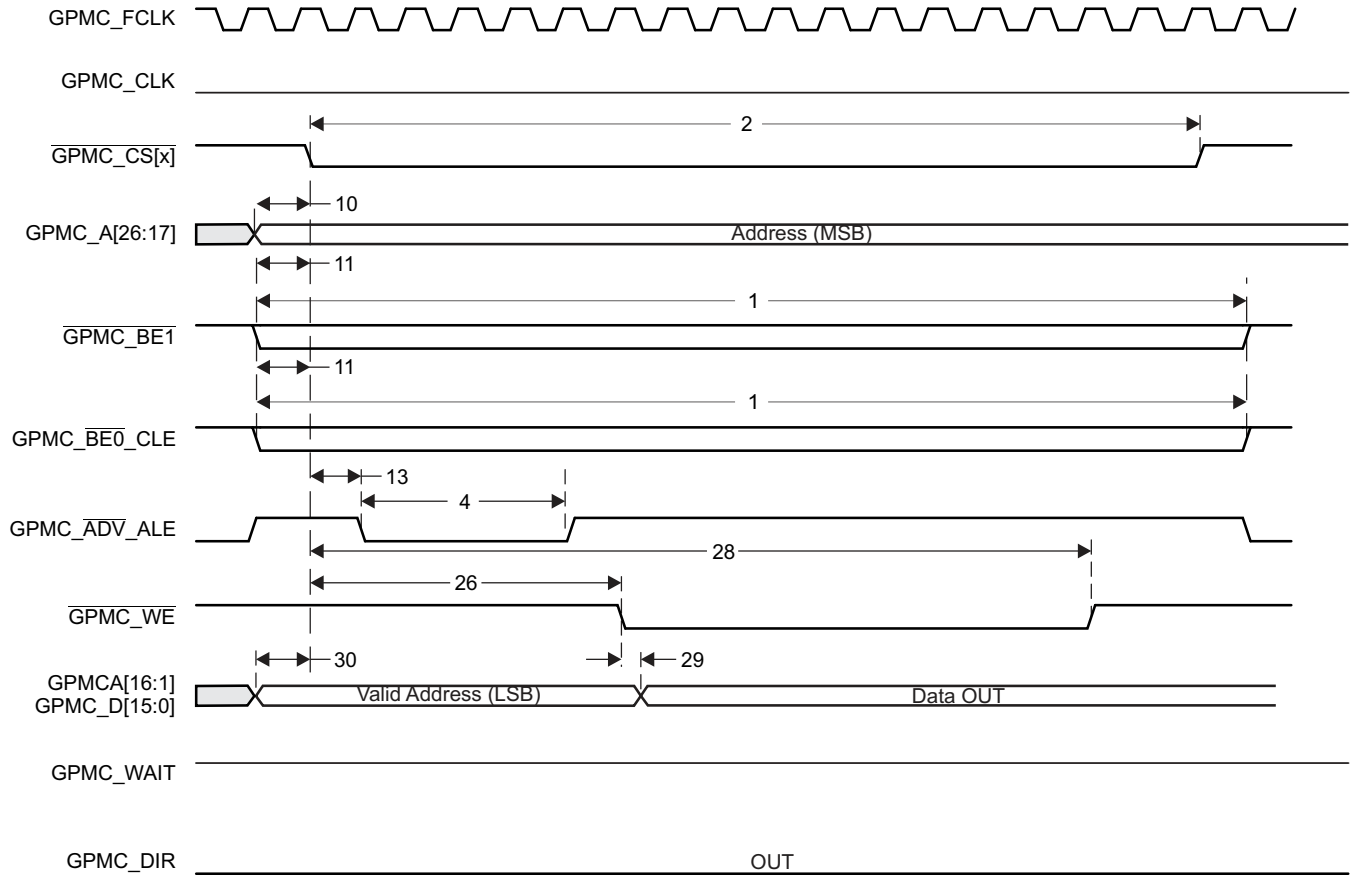 GPMC_FCLK
GPMC_CLK
2
GPMC_CS[x]
10
GPMC_A[26:17]
Address (MSB)
11
1
GPMC_BE1
11
1
GPMC_BE0_CLE
13
4
GPMC_ADV_ALE
28
26
GPMC_WE
30
29
GPMCA[16:1]
GPMC_D[15:0]
Valid Address (LSB)
Data OUT
GPMC_WAIT
GPMC_DIR
OUT